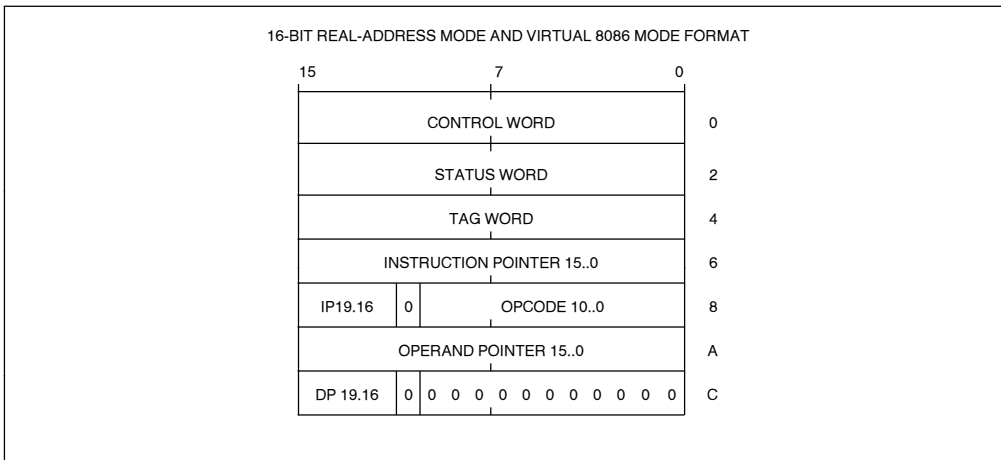 16-BIT REAL-ADDRESS MODE AND VIRTUAL 8086 MODE FORMAT
15 7 0
CONTROL WORD 0
STATUS WORD 2
TAG WORD 4
INSTRUCTION POINTER 15..0 6
IP19.16 0 OPCODE 10..0 8
OPERAND POINTER 15..0 A
DP 19.16 0 0 0 0 0 0 0 0 0 0 0 0 C